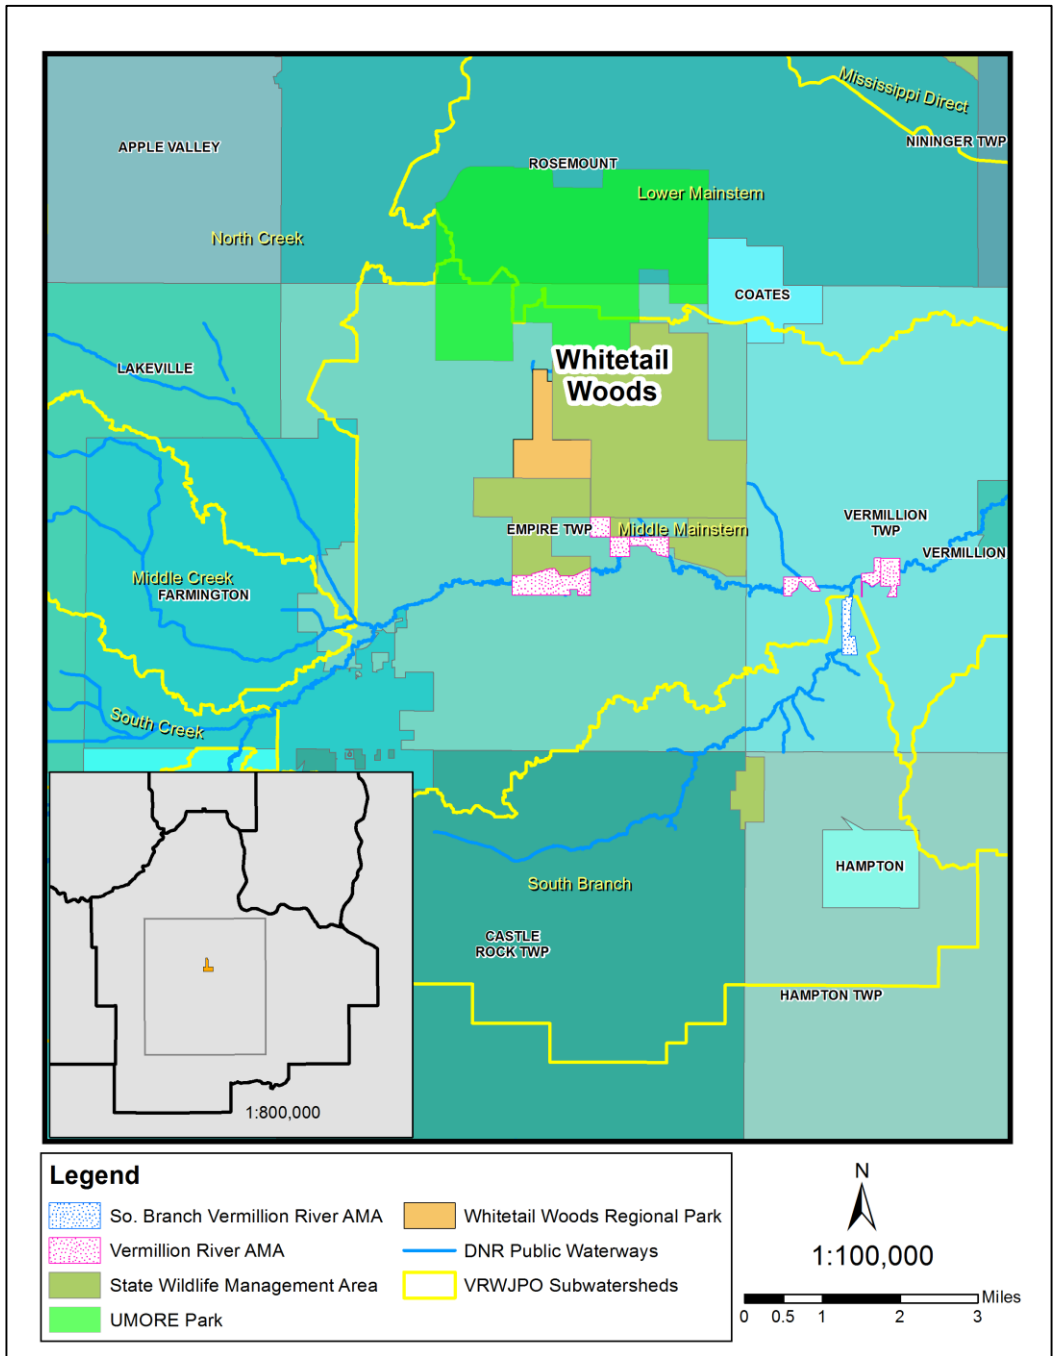 Mississippi Direct
APPLE VALLEY
NININGER TWP
ROSEMOUNT
Lower Mainstem
North Creek
COATES
LAKEVILLE
Whitetail
Woods
EMPIRE TWP
Middle Mainstem
VERMILLION
TWP
VERMILLION
Middle Creek
FARMINGTON
South Creek
HAMPTON
South Branch
CASTLE
ROCK TWP
HAMPTON TWP
1:800,000
Legend
So. Branch Vermillion River AMA
Vermillion River AMA
State Wildlife Management Area
UMORE Park
Whitetail Woods Regional Park
DNR Public Waterways
VRWJPO Subwatersheds
N
1:100,000
Miles
0 0.5 1 2 3